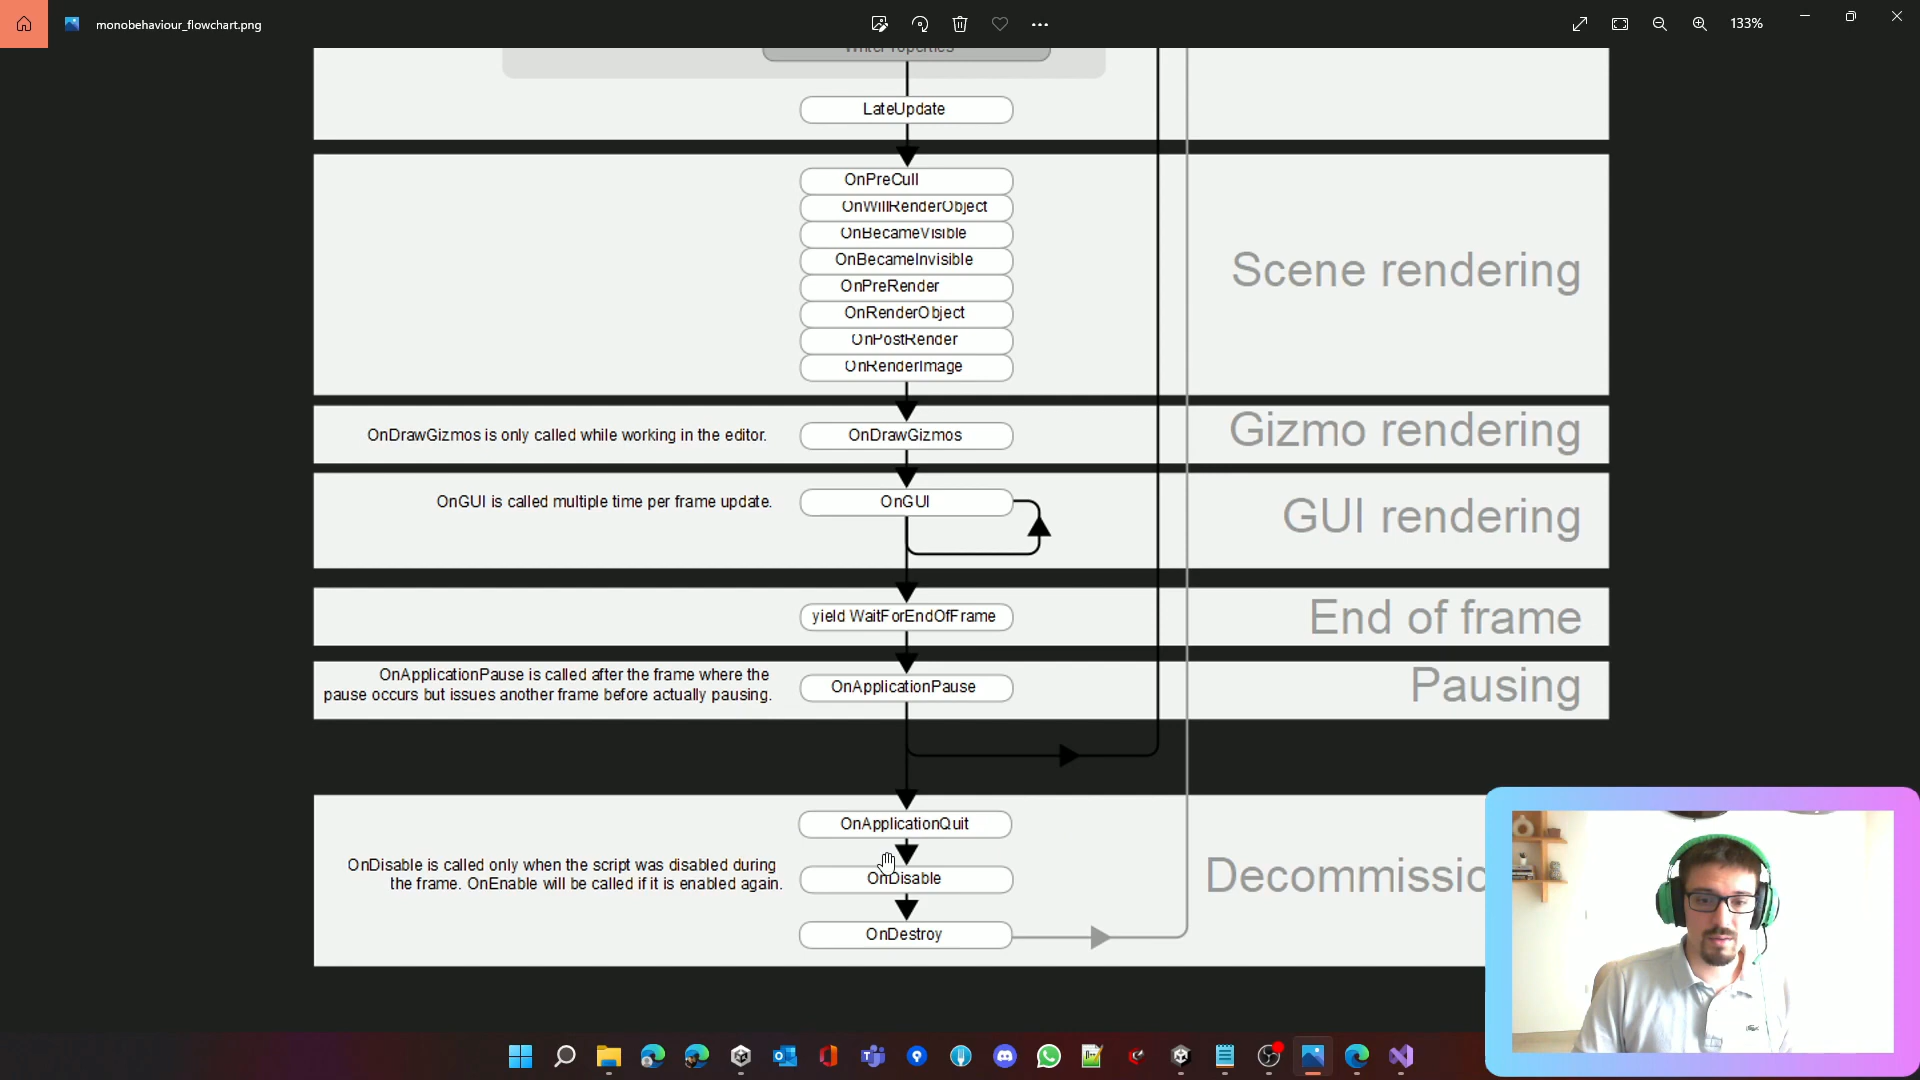 monobehaviour_flowchart.png
133%
LateUpdate
OnPreCull
OnWillRenderObject
OnBecameVisible
OnBecameInvisible
OnPreRender
OnRenderObject
OnPostRender
OnRenderImage
Scene rendering
OnDrawGizmos is only called while working in the editor.
OnDrawGizmos
Gizmo rendering
OnGUI is called multiple time per frame update.
OnGUI
GUI rendering
yield WaitForEndOfFrame
End of frame
OnApplicationPause is called after the frame where the
pause occurs but issues another frame before actually pausing.
OnApplicationPause
Pausing
OnApplicationQuit
OnDisable is called only when the script was disabled during
the frame. OnEnable will be called if it is enabled again.
OnDisable
OnDestroy
Decommissio